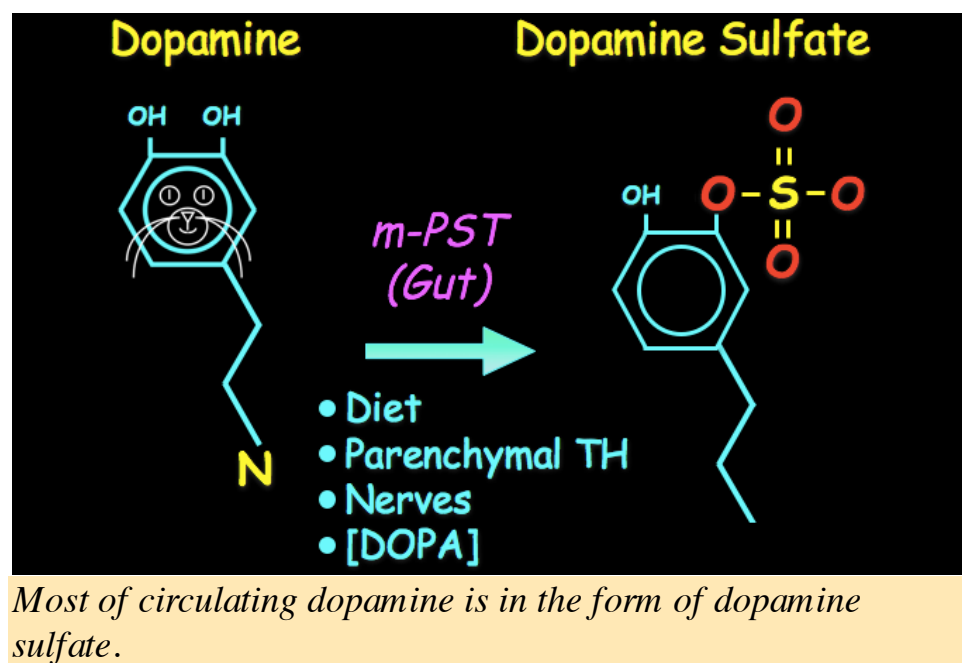 Dopamine
Dopamine Sulfate
OH OH
N
m-PST
(Gut)
• Diet
• Parenchymal TH
• Nerves
• [DOPA]
O
OH O–S–O
O
Most of circulating dopamine is in the form of dopamine
sulfate.